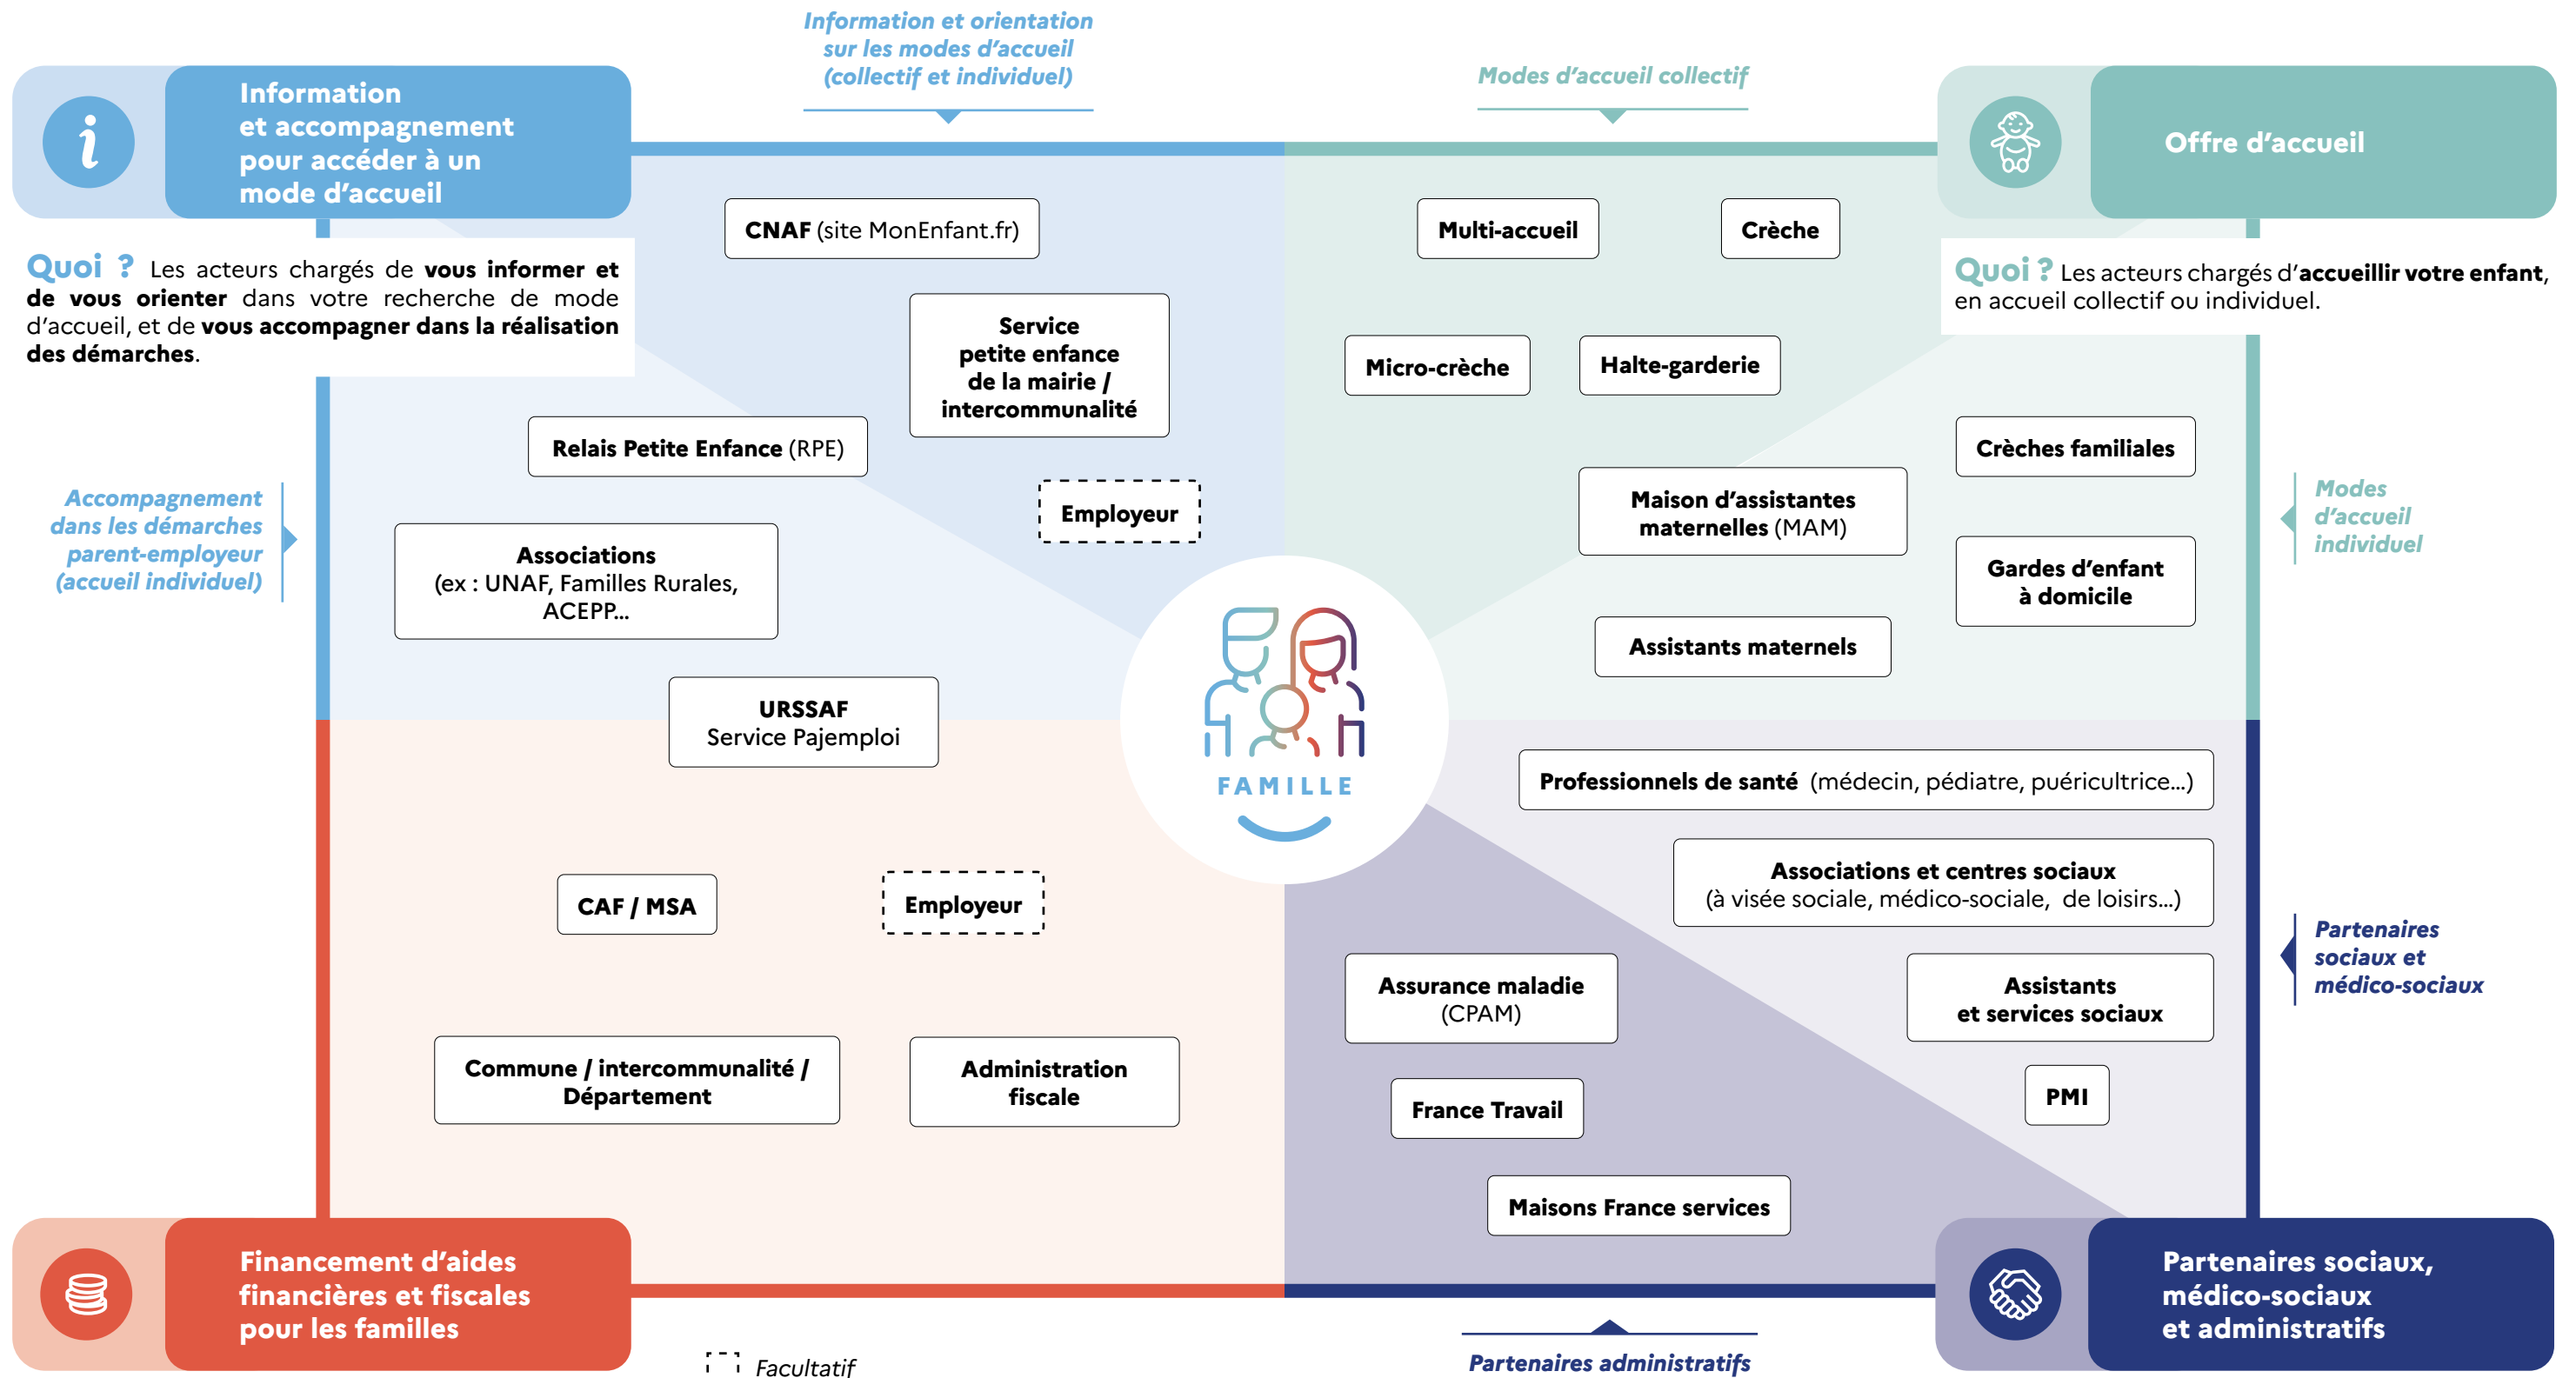 Information et orientation
sur les modes d'accueil
(collectif et individuel)
Modes d'accueil collectif
Information
et accompagnement
pour accéder à un
mode d'accueil
Offre d'accueil
Quoi ? Les acteurs chargés de vous informer et
de vous orienter dans votre recherche de mode
d'accueil, et de vous accompagner dans la réalisation
des démarches.
Quoi ? Les acteurs chargés d'accueillir votre enfant,
en accueil collectif ou individuel.
CNAF (site MonEnfant.fr)
Service
petite enfance
de la mairie /
intercommunalité
Relais Petite Enfance (RPE)
Employeur
Accompagnement
dans les démarches
parent-employeur
(accueil individuel)
Associations
(ex : UNAF, Familles Rurales,
ACEPP...
URSSAF
Service Pajemploi
Multi-accueil
Crèche
Micro-crèche
Halte-garderie
Crèches familiales
Maison d'assistantes
maternelles (MAM)
Gardes d'enfant
à domicile
Assistants maternels
Modes
d'accueil
individuel
FAMILLE
CAF / MSA
Employeur
Commune / intercommunalité /
Département
Administration
fiscale
Professionnels de santé (médecin, pédiatre, puéricultrice...)
Associations et centres sociaux
(à visée sociale, médico-sociale, de loisirs...)
Assurance maladie
(CPAM)
Assistants
et services sociaux
France Travail
PMI
Maisons France services
Partenaires
sociaux et
médico-sociaux
Financement d'aides
financières et fiscales
pour les familles
Partenaires sociaux,
médico-sociaux
et administratifs
Facultatif
Partenaires administratifs